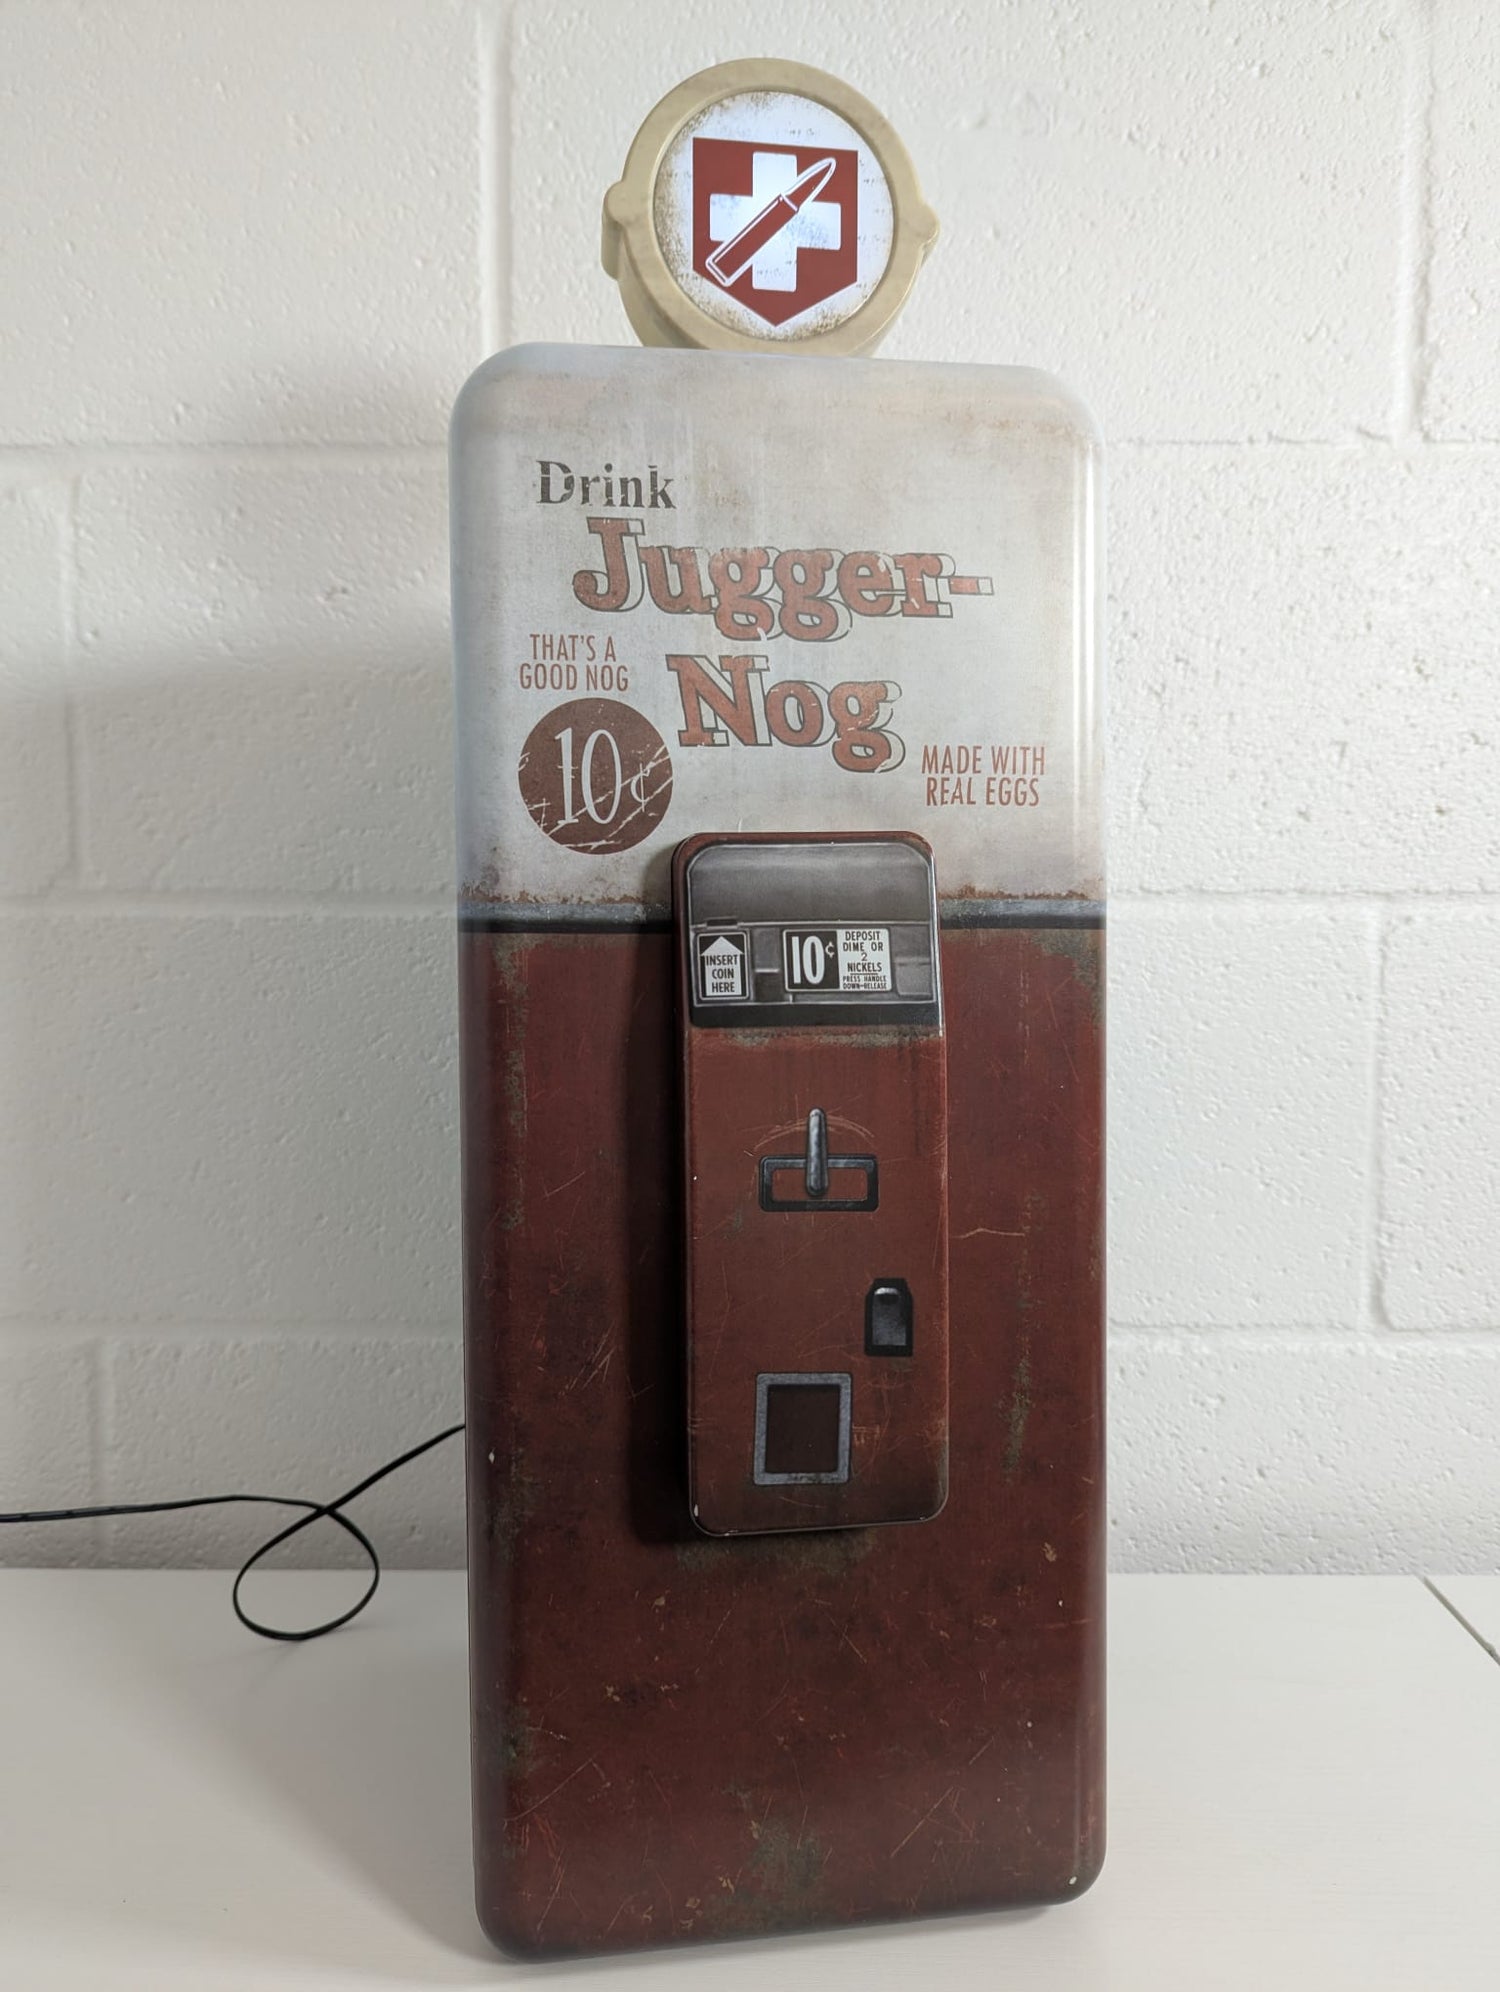 Drink
Jugger-
THAT'S A
GOOD NOG
Nog
10¢
MADE WITH
REAL EGGS
INSERT
COIN
HERE
10¢
DEPOSIT
DIME OR
2
NICKELS
PRESS HANDLE
DOWN-RELEASE